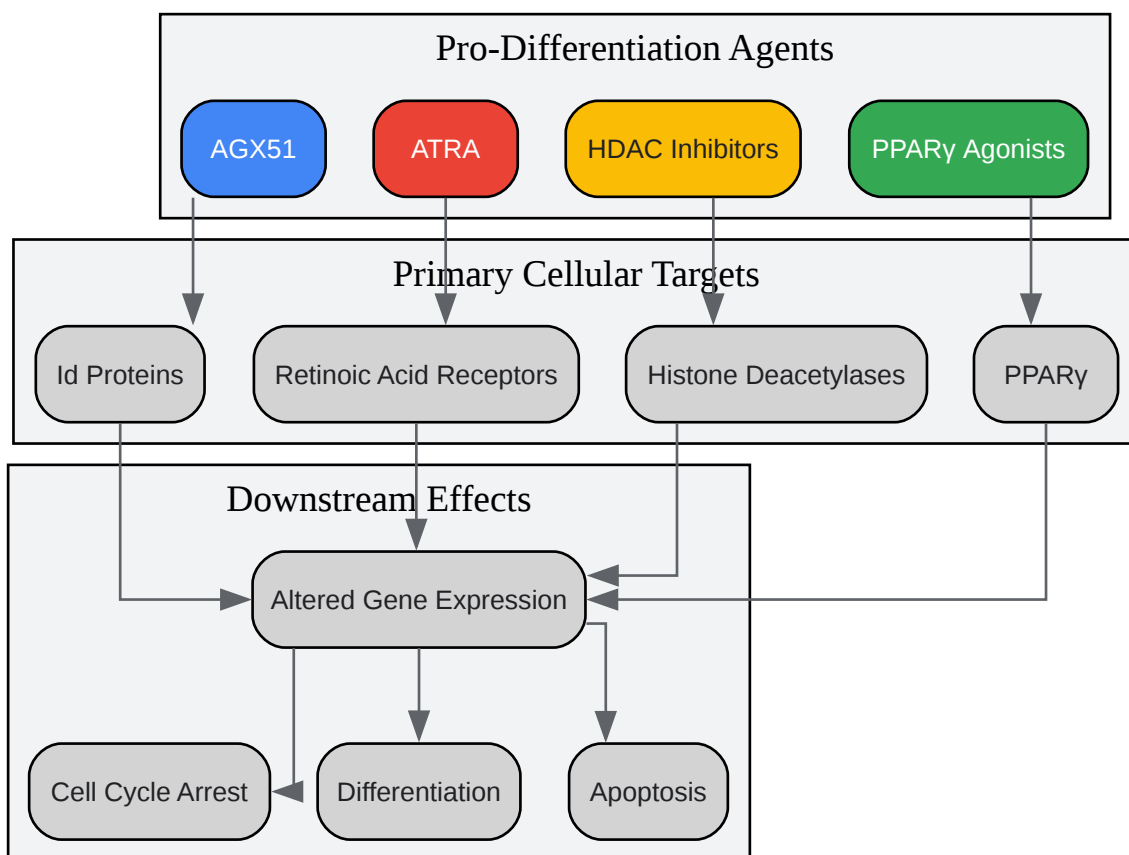 Pro-Differentiation Agents
AGX51
ATRA
HDAC Inhibitors
PPARγ Agonists
Primary Cellular Targets
Id Proteins
Retinoic Acid Receptors
Histone Deacetylases
PPARγ
Downstream Effects
Altered Gene Expression
Cell Cycle Arrest
Differentiation
Apoptosis